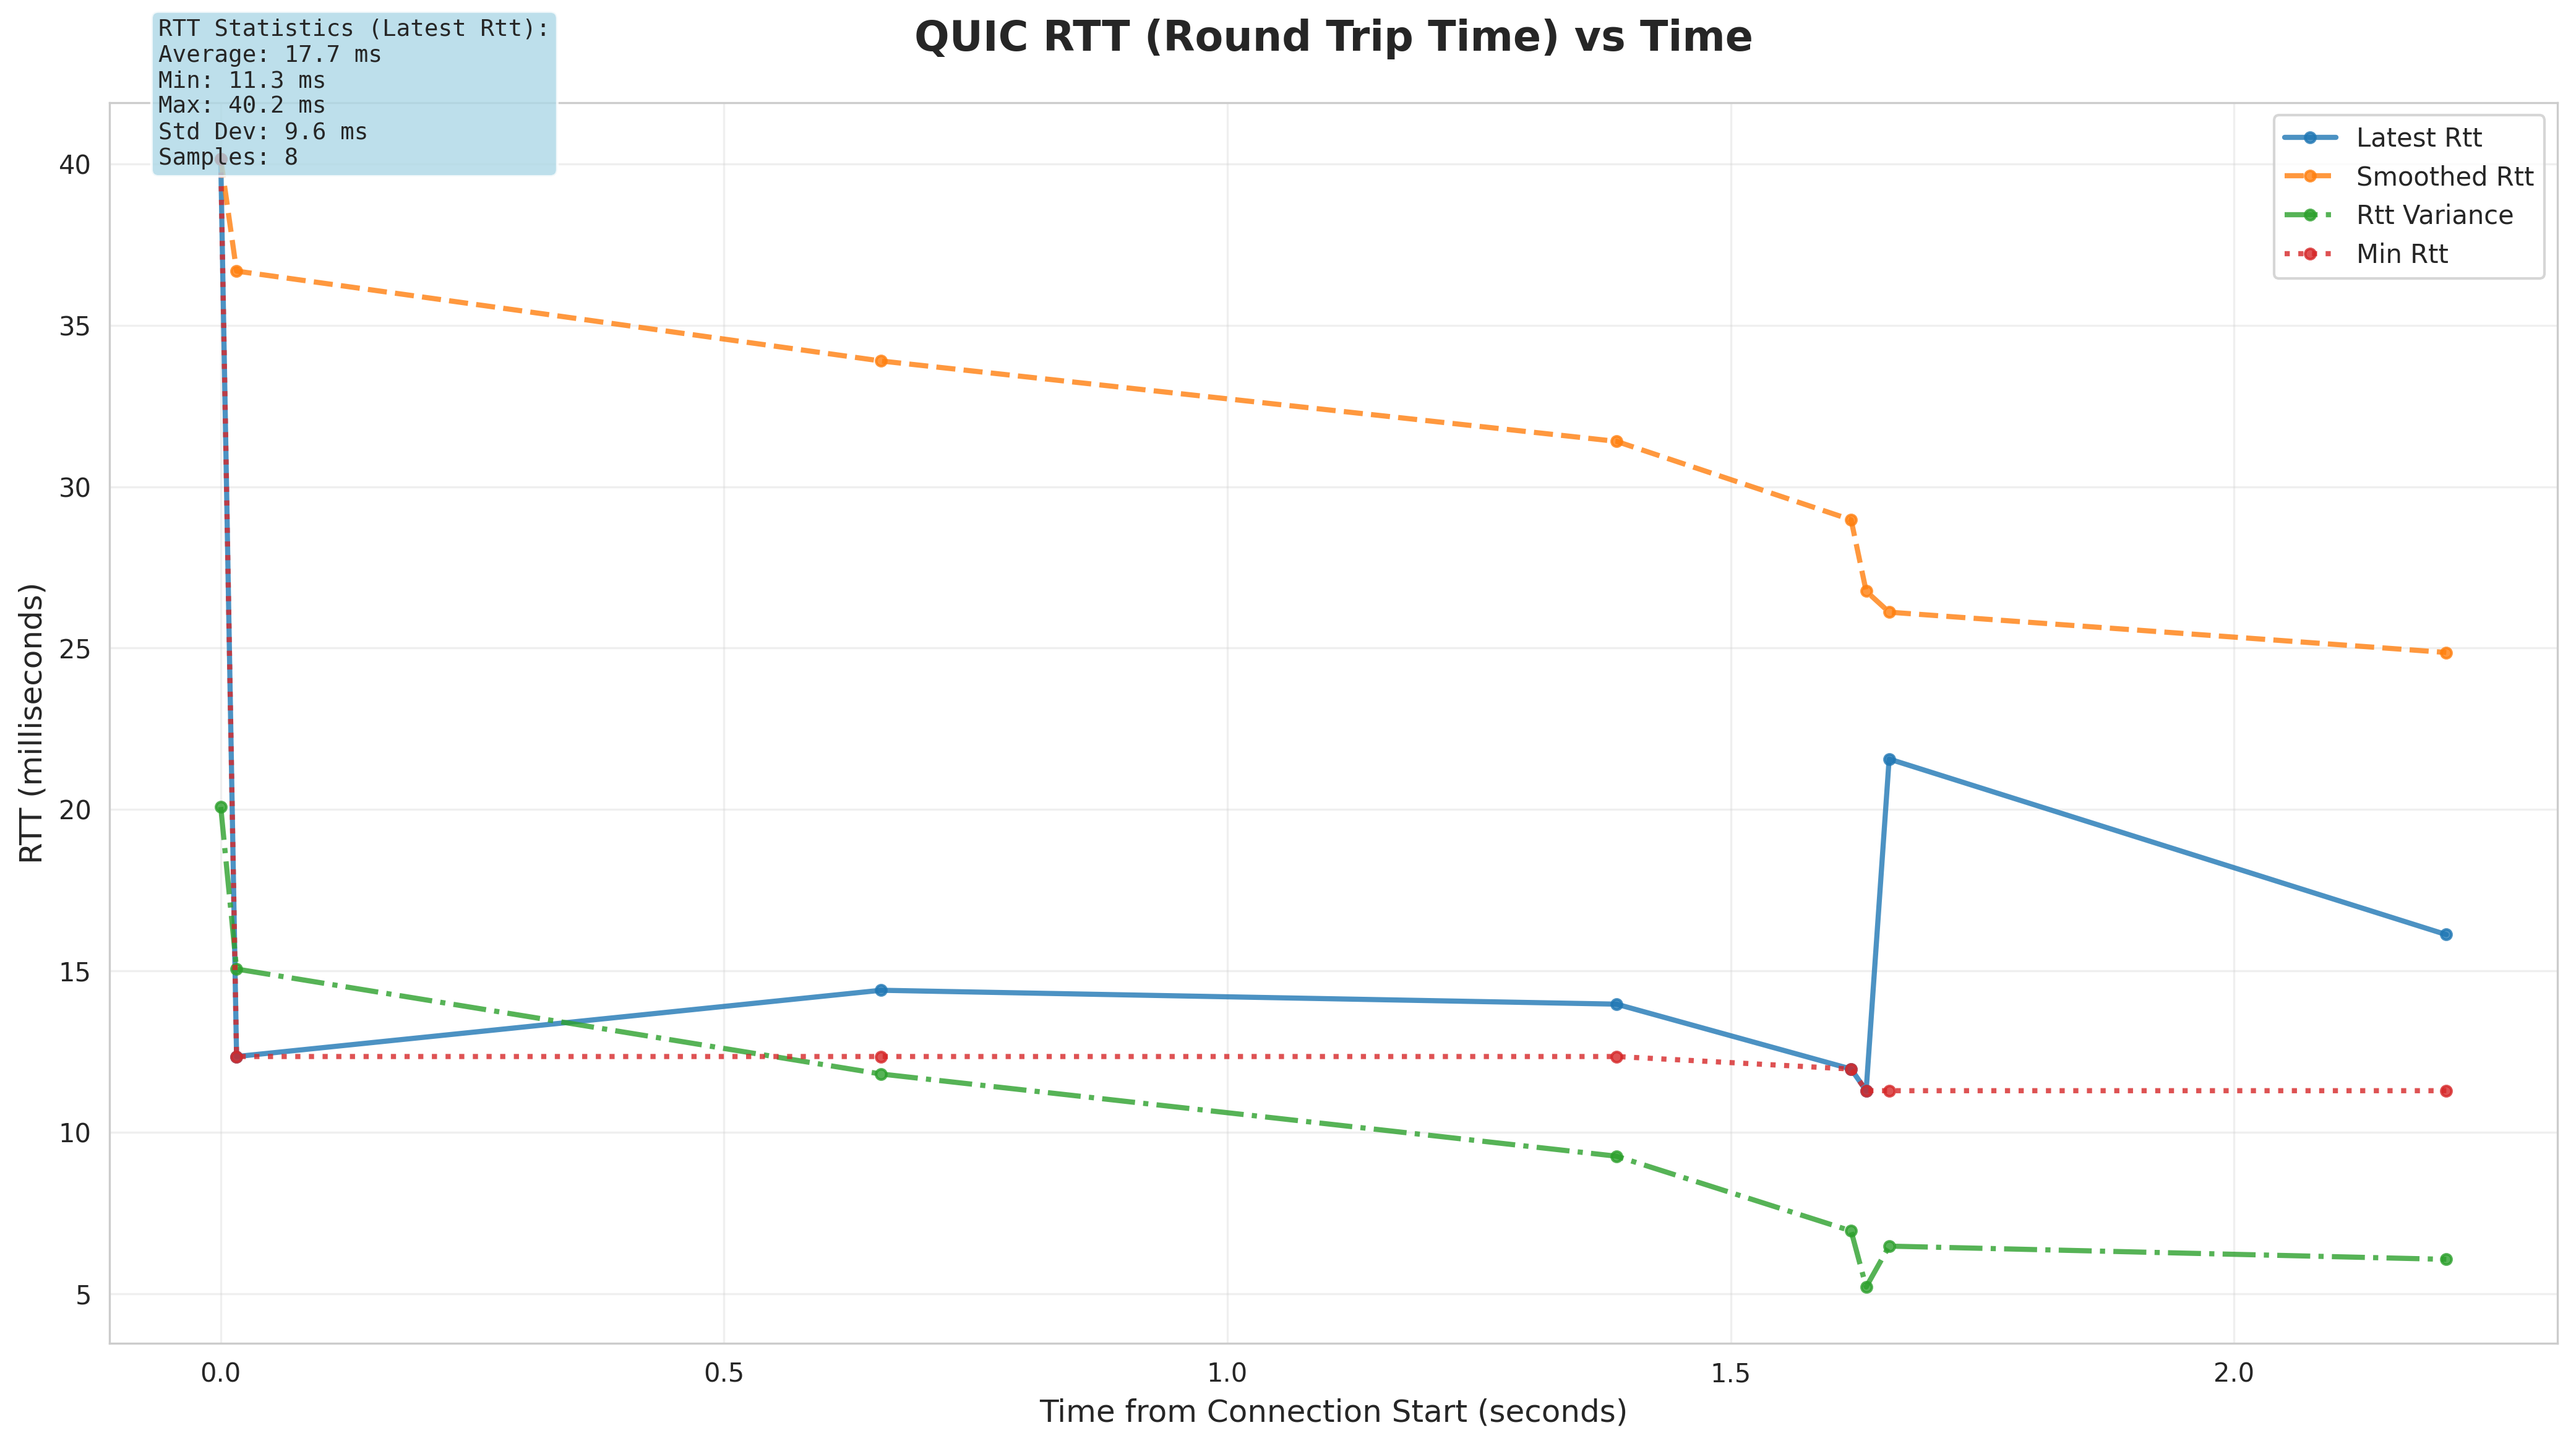 QUIC RTT (Round Trip Time) vs Time
RTT Statistics (Latest Rtt):
Average: 17.7 ms
Min: 11.3 ms
Max: 40.2 ms
Std Dev: 9.6 ms
Samples: 8
Latest Rtt
Smoothed Rtt
Rtt Variance
Min Rtt
RTT (milliseconds)
40
35
30
25
20
15
10
5
0.0
0.5
1.0
1.5
2.0
Time from Connection Start (seconds)